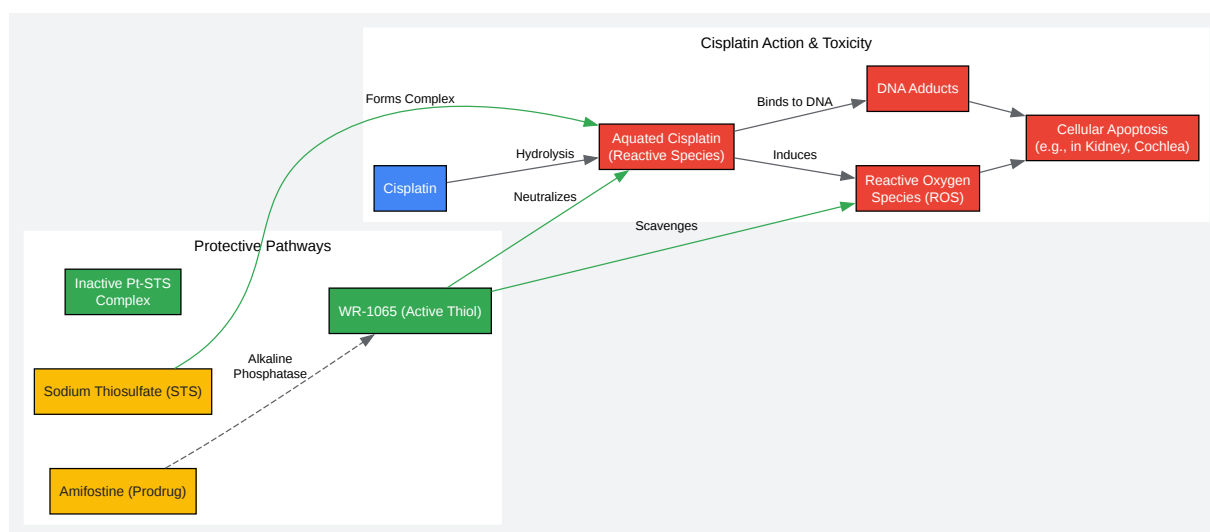 Cisplatin Action & Toxicity
Forms Complex
Hydrolysis
Cisplatin
Aquated Cisplatin
(Reactive Species)
Binds to DNA
Induces
DNA Adducts
Reactive Oxygen
Species (ROS)
Cellular Apoptosis
(e.g., in Kidney, Cochlea)
Neutralizes
Scavenges
Protective Pathways
Inactive Pt-STS
Complex
WR-1065 (Active Thiol)
Sodium Thiosulfate (STS)
Alkaline
Phosphatase
Amifostine (Prodrug)